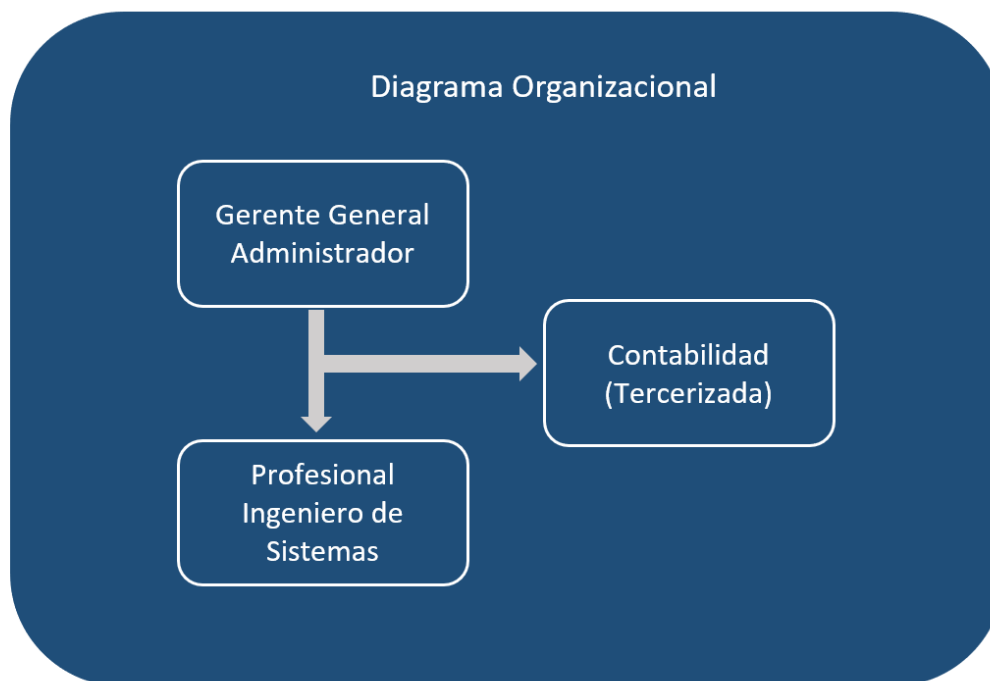 Diagrama Organizacional
Gerente General
Administrador
Contabilidad
(Tercerizada)
Profesional
Ingeniero de
Sistemas